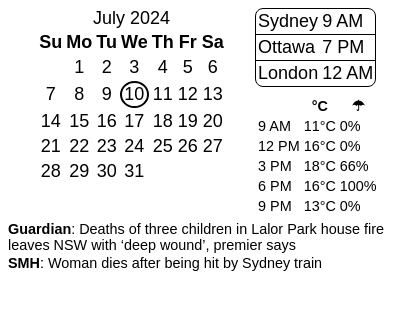 July 2024
Su Mo Tu We Th Fr Sa
1 2 3 4 5 6
7 8 9 10 11 12 13
14 15 16 17 18 19 20
21 22 23 24 25 26 27
28 29 30 31
Sydney 9 AM
Ottawa 7 PM
London 12 AM
°C ☂
9 AM 11°C 0%
12 PM 16°C 0%
3 PM 18°C 66%
6 PM 16°C 100%
9 PM 13°C 0%
Guardian: Deaths of three children in Lalor Park house fire
leaves NSW with ‘deep wound’, premier says
SMH: Woman dies after being hit by Sydney train